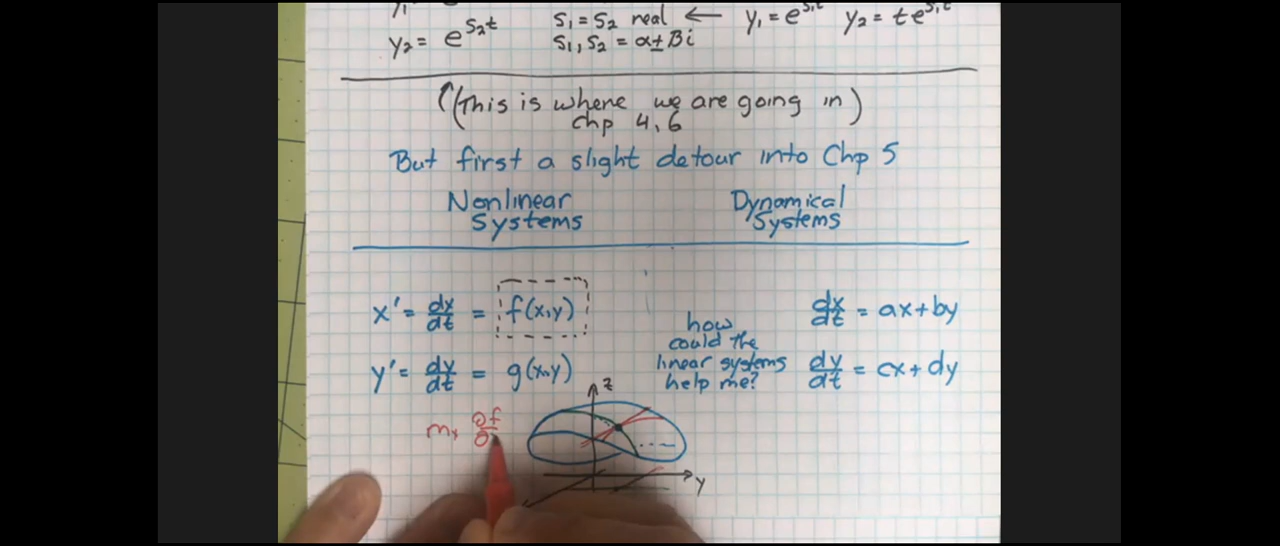 y₂ = e^{s₂t}
s₁ = s₂ real ← y₁ = e^{s₁t} y₂ = te^{s₁t}
s₁, s₂ = α ± Bi
(This is where we are going in)
Chp 4, 6
But first a slight detour into Chp 5
Nonlinear
Systems
Dynamical
Systems
x' = dx/dt = f(x,y)
y' = dy/dt = g(x,y)
how
could the
linear systems
help me?
dx/dt = ax + by
dy/dt = cx + dy
z
y
∂f